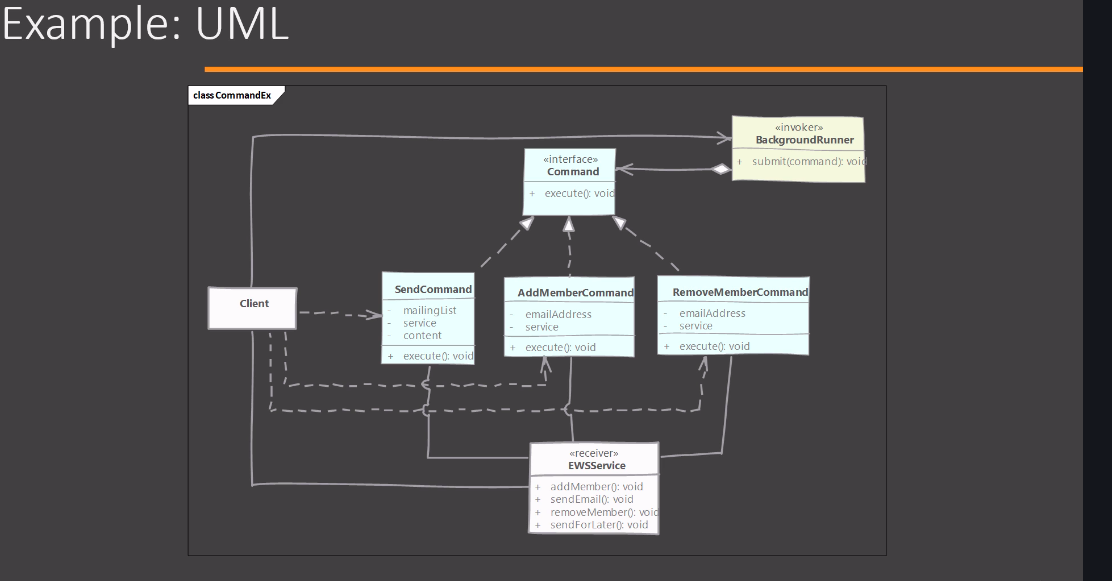 Example: UML
class CommandEx
«invoker»
BackgroundRunner
+ submit(command): void
«interface»
Command
+ execute(): void
Client
SendCommand
- mailingList
- service
- content
+ execute(): void
AddMemberCommand
- emailAddress
- service
+ execute(): void
RemoveMemberCommand
- emailAddress
- service
+ execute(): void
«receiver»
EWSService
+ addMember(): void
+ sendEmail(): void
+ removeMember(): void
+ sendForLater(): void